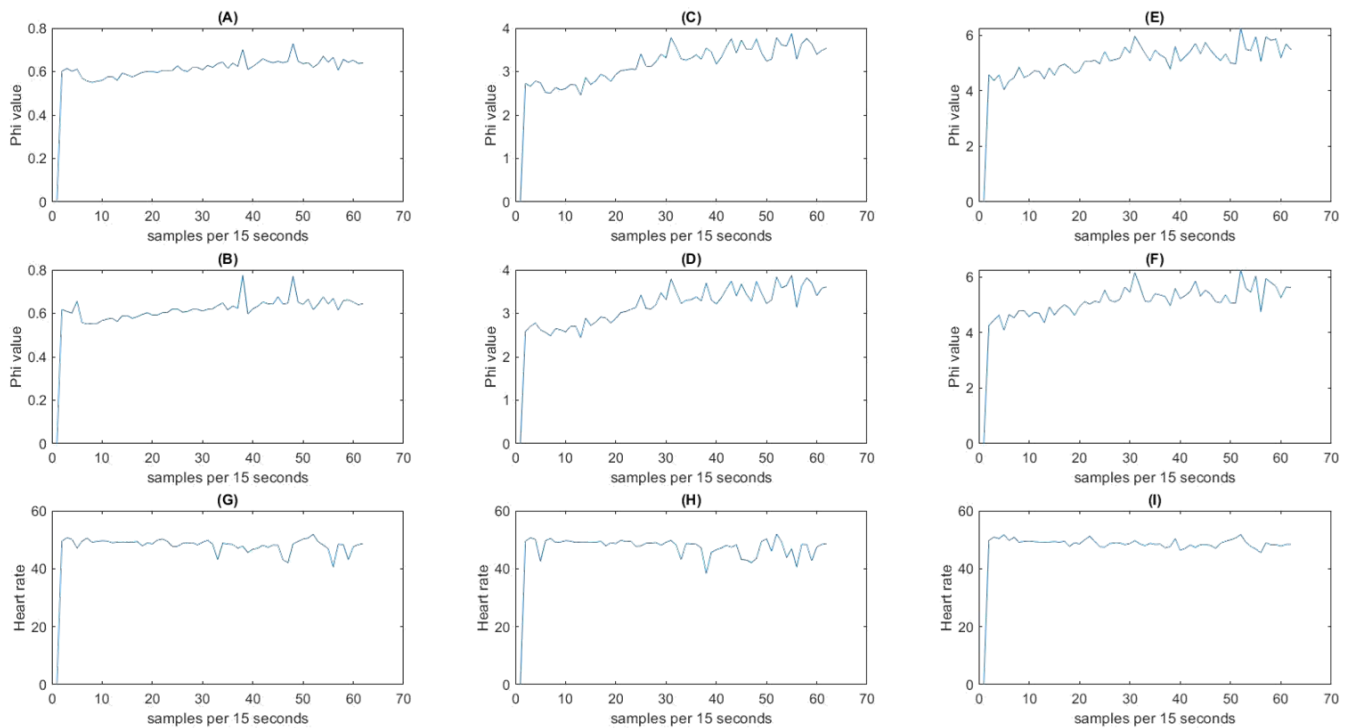 (A)
Phi value
0.8
0.6
0.4
0.2
0
0 10 20 30 40 50 60 70
samples per 15 seconds
(C)
Phi value
4
3
2
1
0
0 10 20 30 40 50 60 70
samples per 15 seconds
(E)
Phi value
6
4
2
0
0 10 20 30 40 50 60 70
samples per 15 seconds
(B)
Phi value
0.8
0.6
0.4
0.2
0
0 10 20 30 40 50 60 70
samples per 15 seconds
(D)
Phi value
4
3
2
1
0
0 10 20 30 40 50 60 70
samples per 15 seconds
(F)
Phi value
6
4
2
0
0 10 20 30 40 50 60 70
samples per 15 seconds
(G)
Heart rate
60
40
20
0
0 10 20 30 40 50 60 70
samples per 15 seconds
(H)
Heart rate
60
40
20
0
0 10 20 30 40 50 60 70
samples per 15 seconds
(I)
Heart rate
60
40
20
0
0 10 20 30 40 50 60 70
samples per 15 seconds